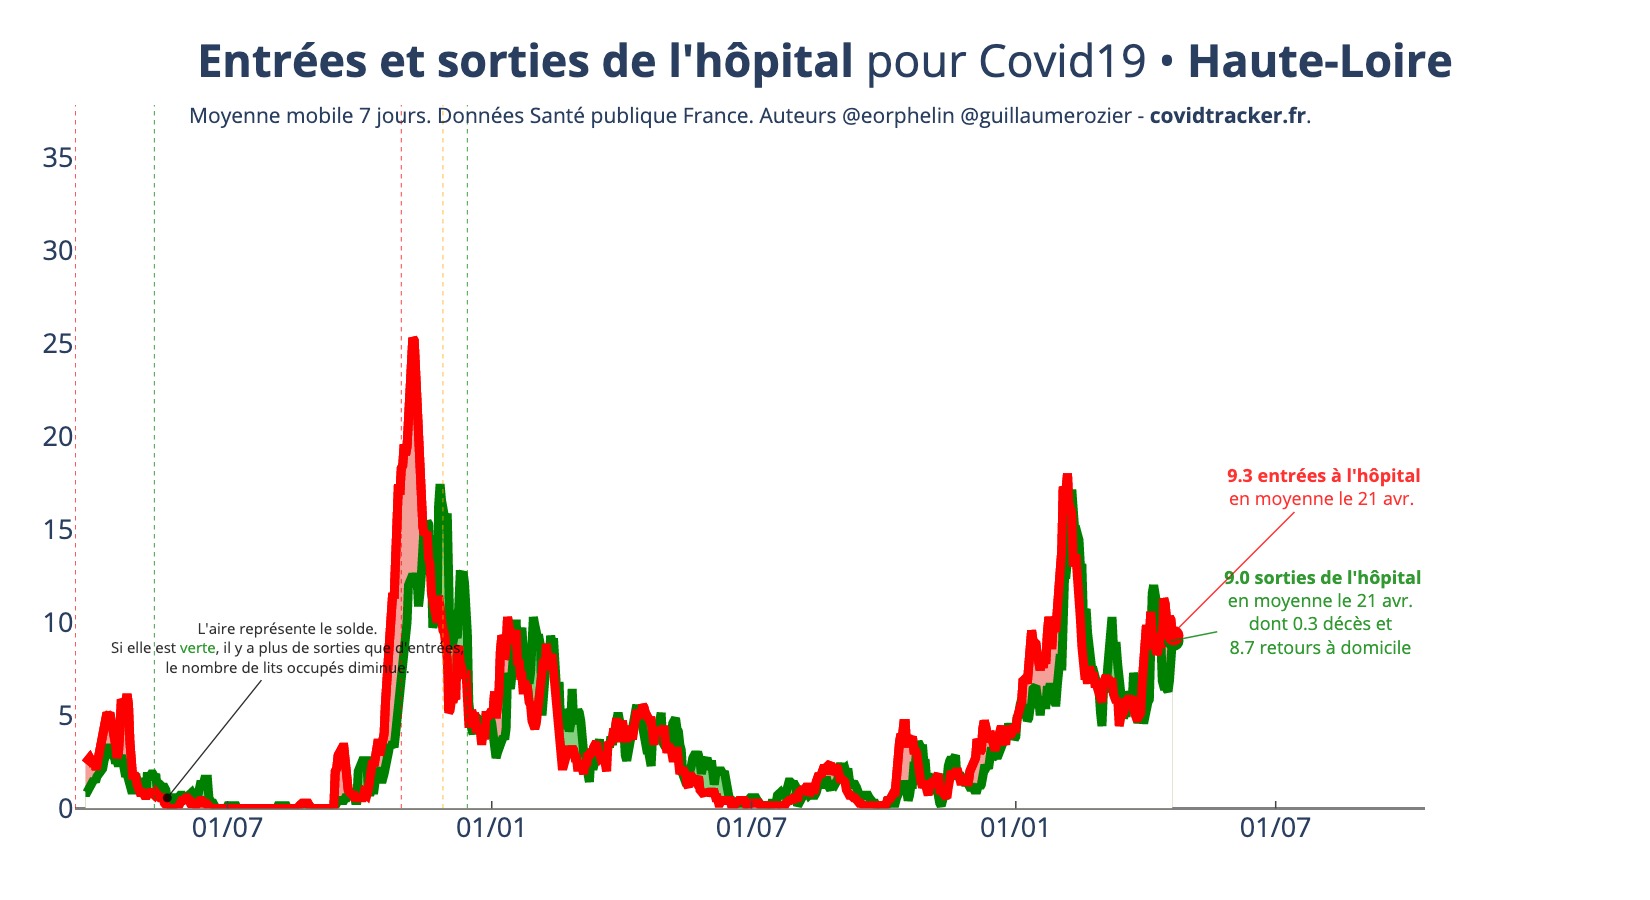 Entrées et sorties de l'hôpital pour Covid19 • Haute-Loire
Moyenne mobile 7 jours. Données Santé publique France. Auteurs @eorphelin @guillaumerozier - covidtracker.fr.
35
30
25
20
15
10
5
0
9.3 entrées à l'hôpital
en moyenne le 21 avr.
9.0 sorties de l'hôpital
en moyenne le 21 avr.
dont 0.3 décès et
8.7 retours à domicile
L'aire représente le solde.
Si elle est verte, il y a plus de sorties que d'entrées,
le nombre de lits occupés diminue.
01/07
01/01
01/07
01/01
01/07